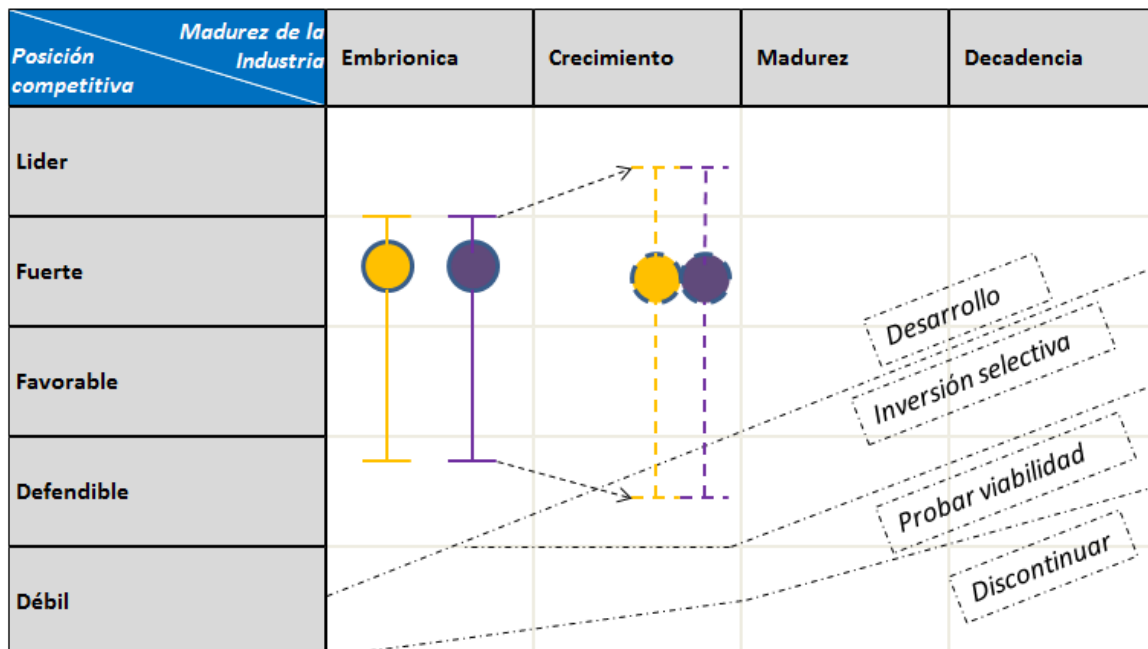 Madurez de la
Industria
Posición
competitiva
Embrionica
Crecimiento
Madurez
Decadencia
Lider
Fuerte
Favorable
Defendible
Débil
Desarrollo
Inversión selectiva
Probar viabilidad
Discontinuar